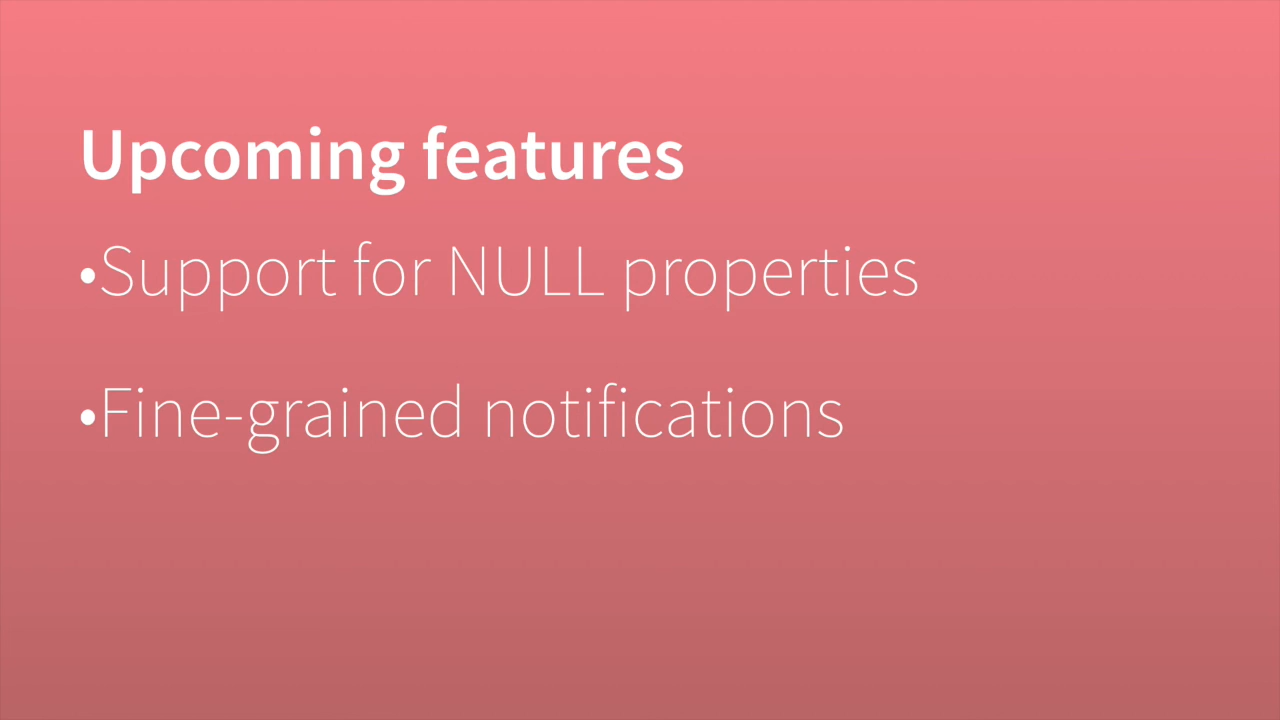 Upcoming features
•Support for NULL properties
•Fine-grained notifications